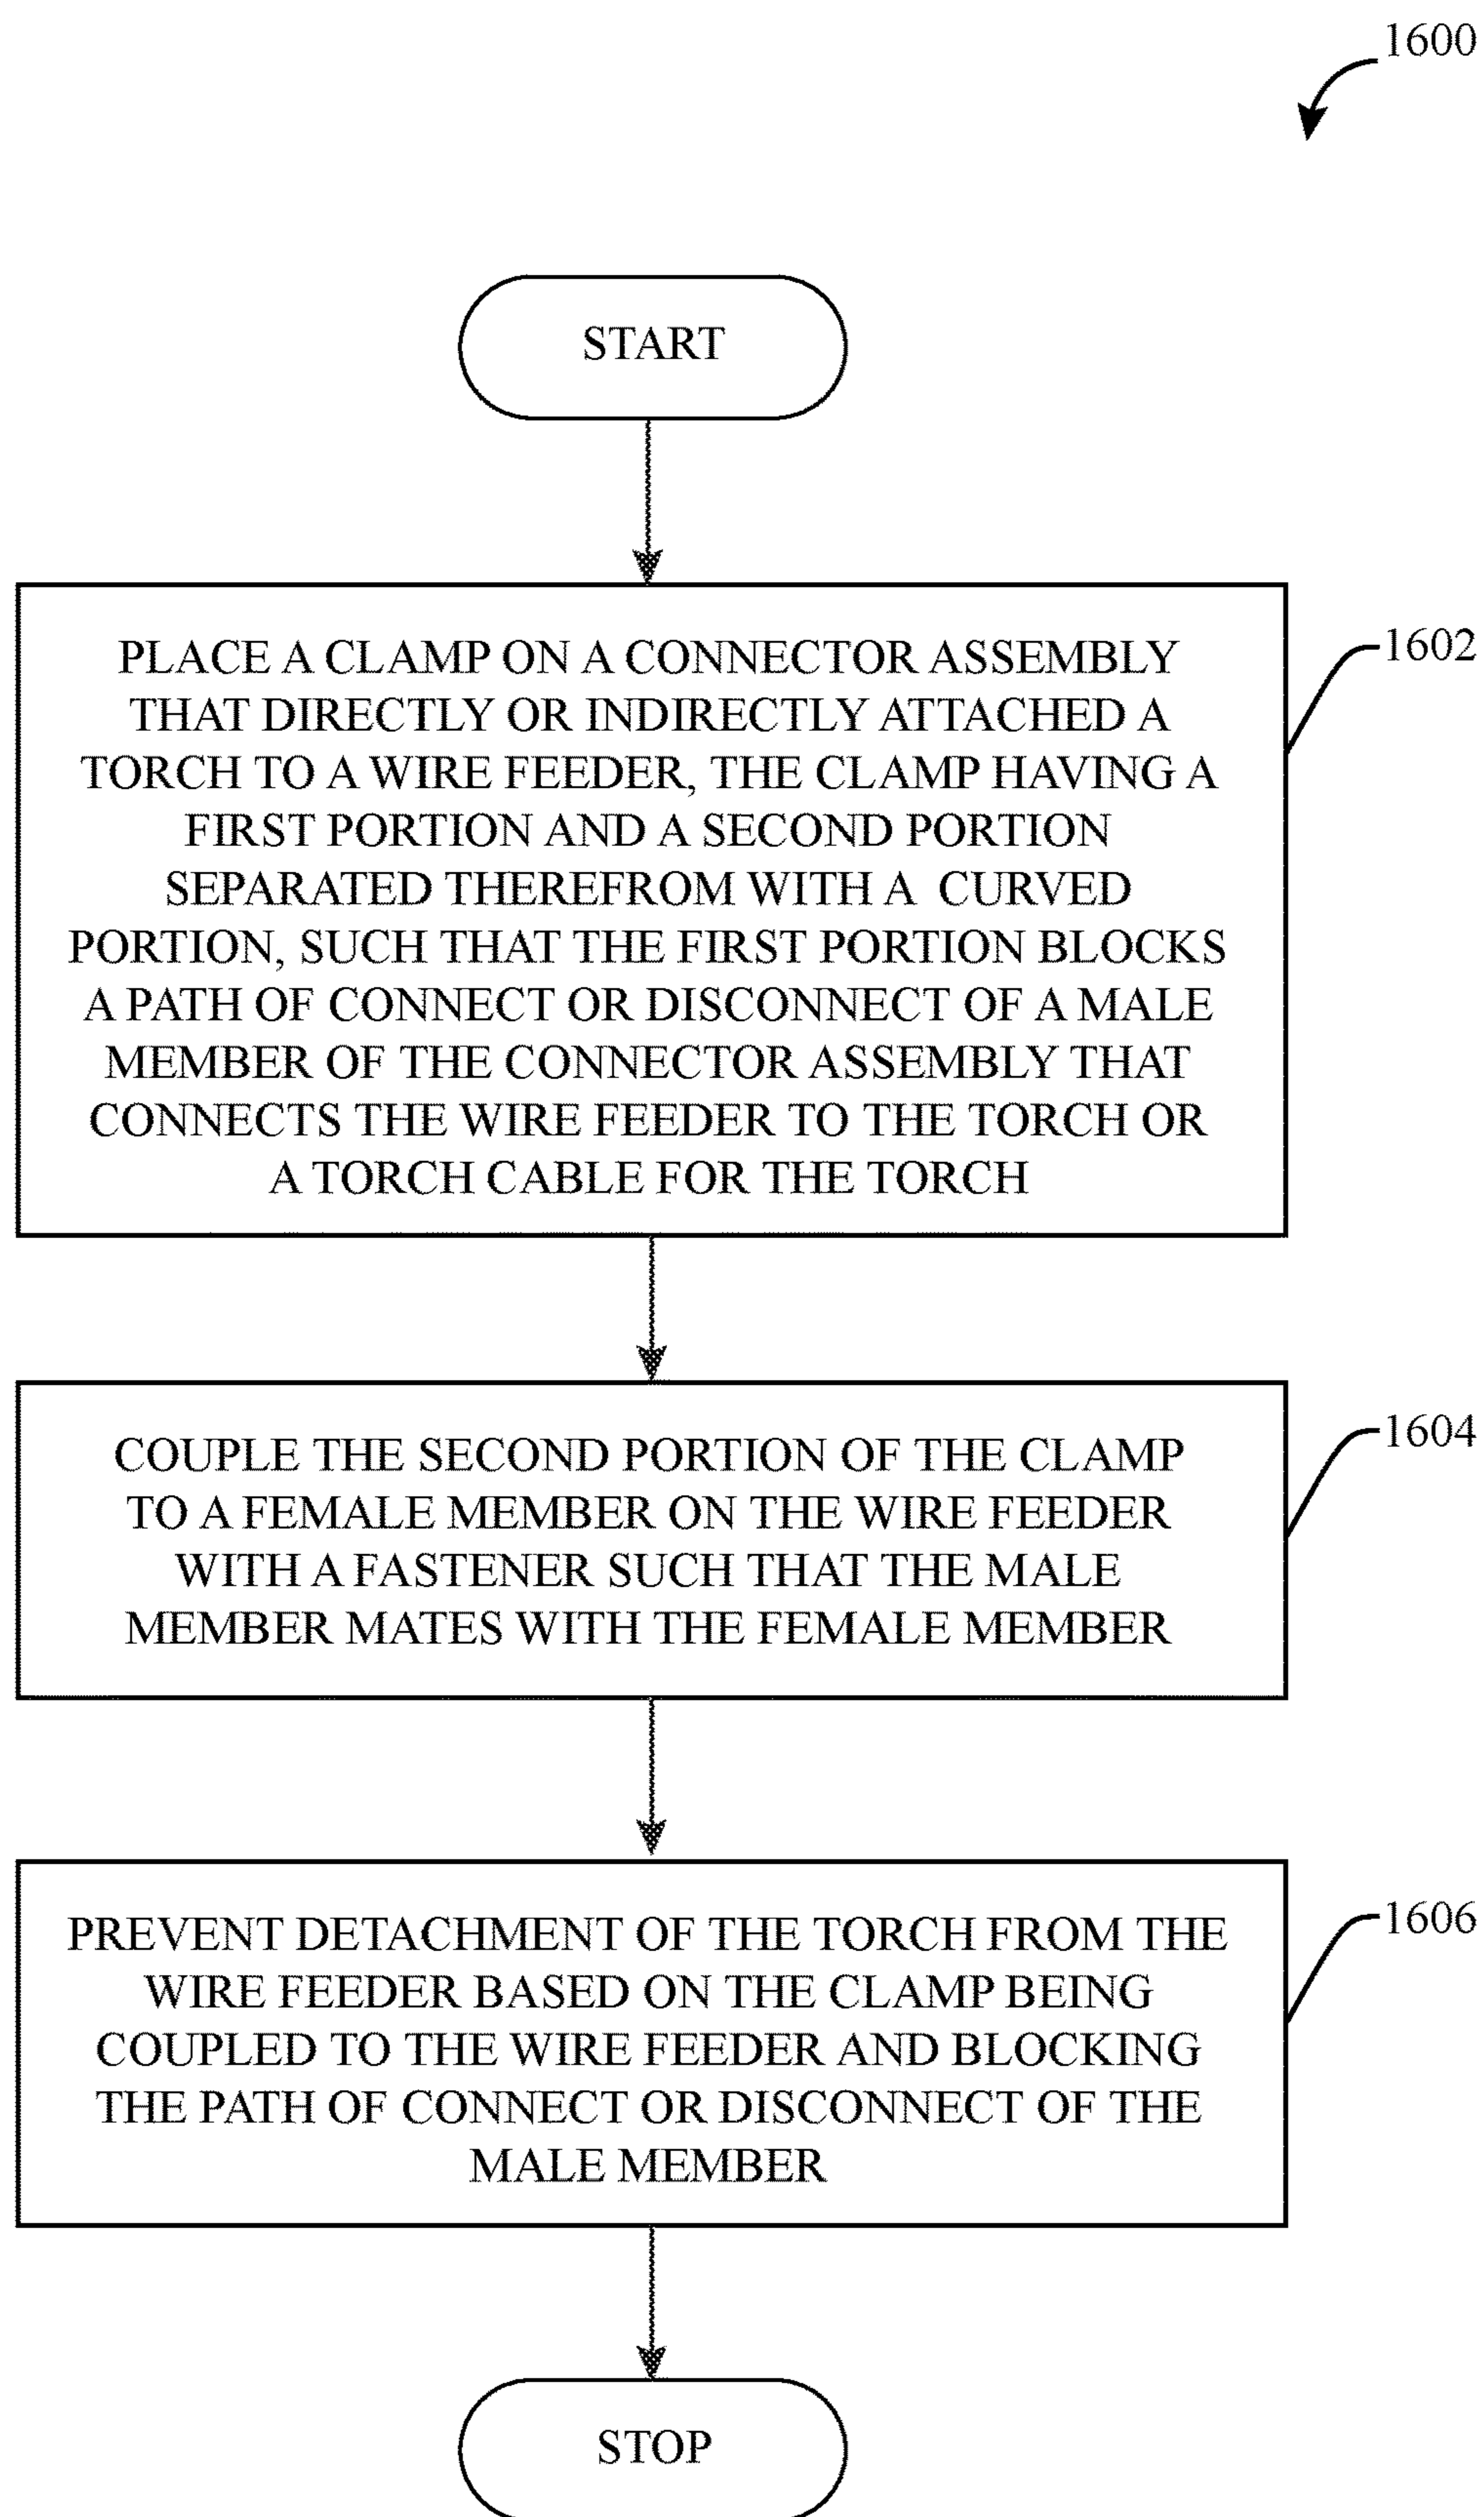 1600
START
PLACE A CLAMP ON A CONNECTOR ASSEMBLY
THAT DIRECTLY OR INDIRECTLY ATTACHED A
TORCH TO A WIRE FEEDER, THE CLAMP HAVING A
FIRST PORTION AND A SECOND PORTION
SEPARATED THEREFROM WITH A CURVED
PORTION, SUCH THAT THE FIRST PORTION BLOCKS
A PATH OF CONNECT OR DISCONNECT OF A MALE
MEMBER OF THE CONNECTOR ASSEMBLY THAT
CONNECTS THE WIRE FEEDER TO THE TORCH OR
A TORCH CABLE FOR THE TORCH
1602
COUPLE THE SECOND PORTION OF THE CLAMP
TO A FEMALE MEMBER ON THE WIRE FEEDER
WITH A FASTENER SUCH THAT THE MALE
MEMBER MATES WITH THE FEMALE MEMBER
1604
PREVENT DETACHMENT OF THE TORCH FROM THE
WIRE FEEDER BASED ON THE CLAMP BEING
COUPLED TO THE WIRE FEEDER AND BLOCKING
THE PATH OF CONNECT OR DISCONNECT OF THE
MALE MEMBER
1606
STOP